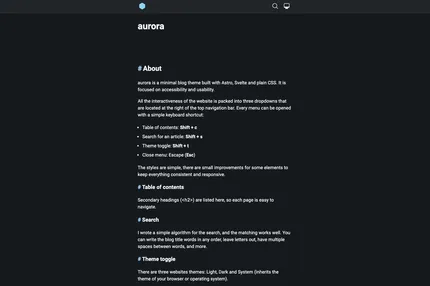 aurora
# About
aurora is a minimal blog theme built with Astro, Svelte and plain CSS. It is
focused on accessibility and usability.
All the interactiveness of the website is packed into three dropdowns that
are located at the right of the top navigation bar. Every menu can be opened
with a simple keyboard shortcut:
• Table of contents: Shift + c
• Search for an article: Shift + s
• Theme toggle: Shift + t
• Close menu: Escape (Esc)
The styles are simple, there are small improvements for some elements to
keep everything consistent and responsive.
# Table of contents
Secondary headings (<h2>) are listed here, so each page is easy to
navigate.
# Search
I wrote a simple algorithm for the search, and the matching works well. You
can write the blog title words in any order, leave letters out, have multiple
spaces between words, and more.
# Theme toggle
There are three websites themes: Light, Dark and System (inherits the
theme of your browser or operating system).